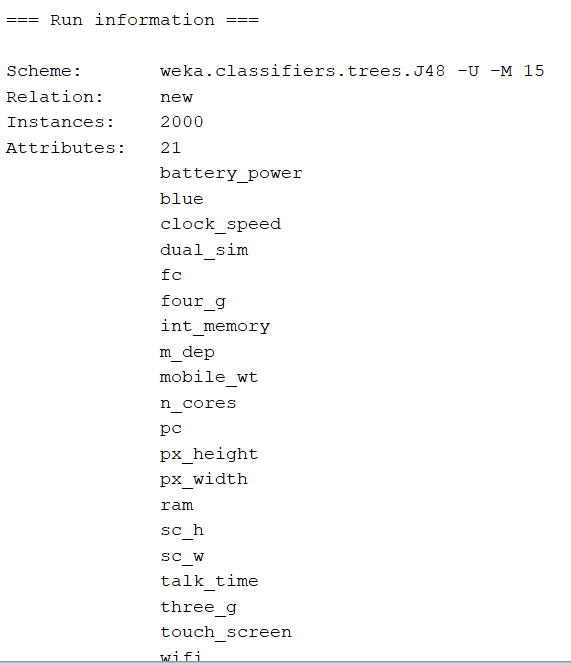 === Run information ===
Scheme: weka.classifiers.trees.J48 -U -M 15
Relation: new
Instances: 2000
Attributes: 21
battery_power
blue
clock_speed
dual_sim
fc
four_g
int_memory
m_dep
mobile_wt
n_cores
pc
px_height
px_width
ram
sc_h
sc_w
talk_time
three_g
touch_screen
wifi